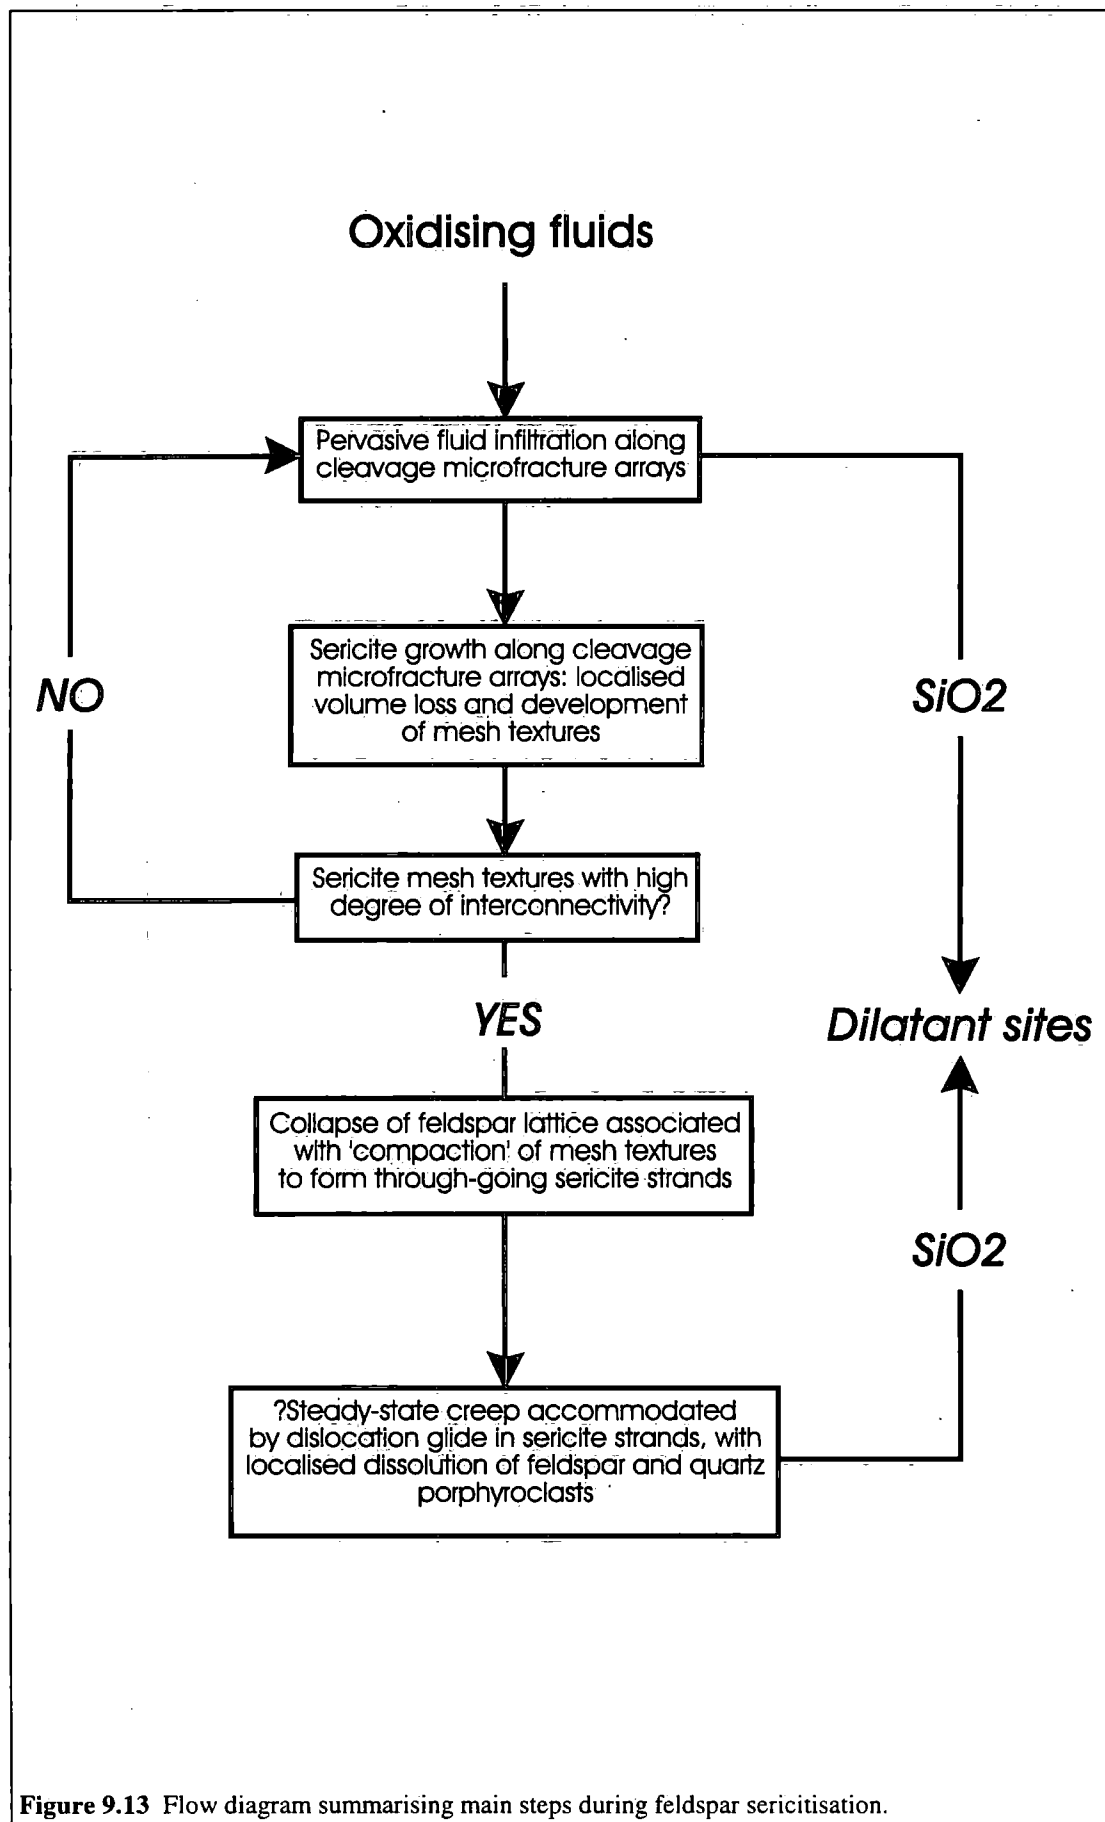 Oxidising fluids
Pervasive fluid infiltration along
cleavage microfracture arrays
Sericite growth along cleavage
microfracture arrays: localised
volume loss and development
of mesh textures
NO
SiO2
Sericite mesh textures with high
degree of interconnectivity?
YES
Dilatant sites
Collapse of feldspar lattice associated
with 'compaction' of mesh textures
to form through-going sericite strands
SiO2
?Steady-state creep accommodated
by dislocation glide in sericite strands, with
localised dissolution of feldspar and quartz
porphyroclasts
Figure 9.13 Flow diagram summarising main steps during feldspar sericitisation.